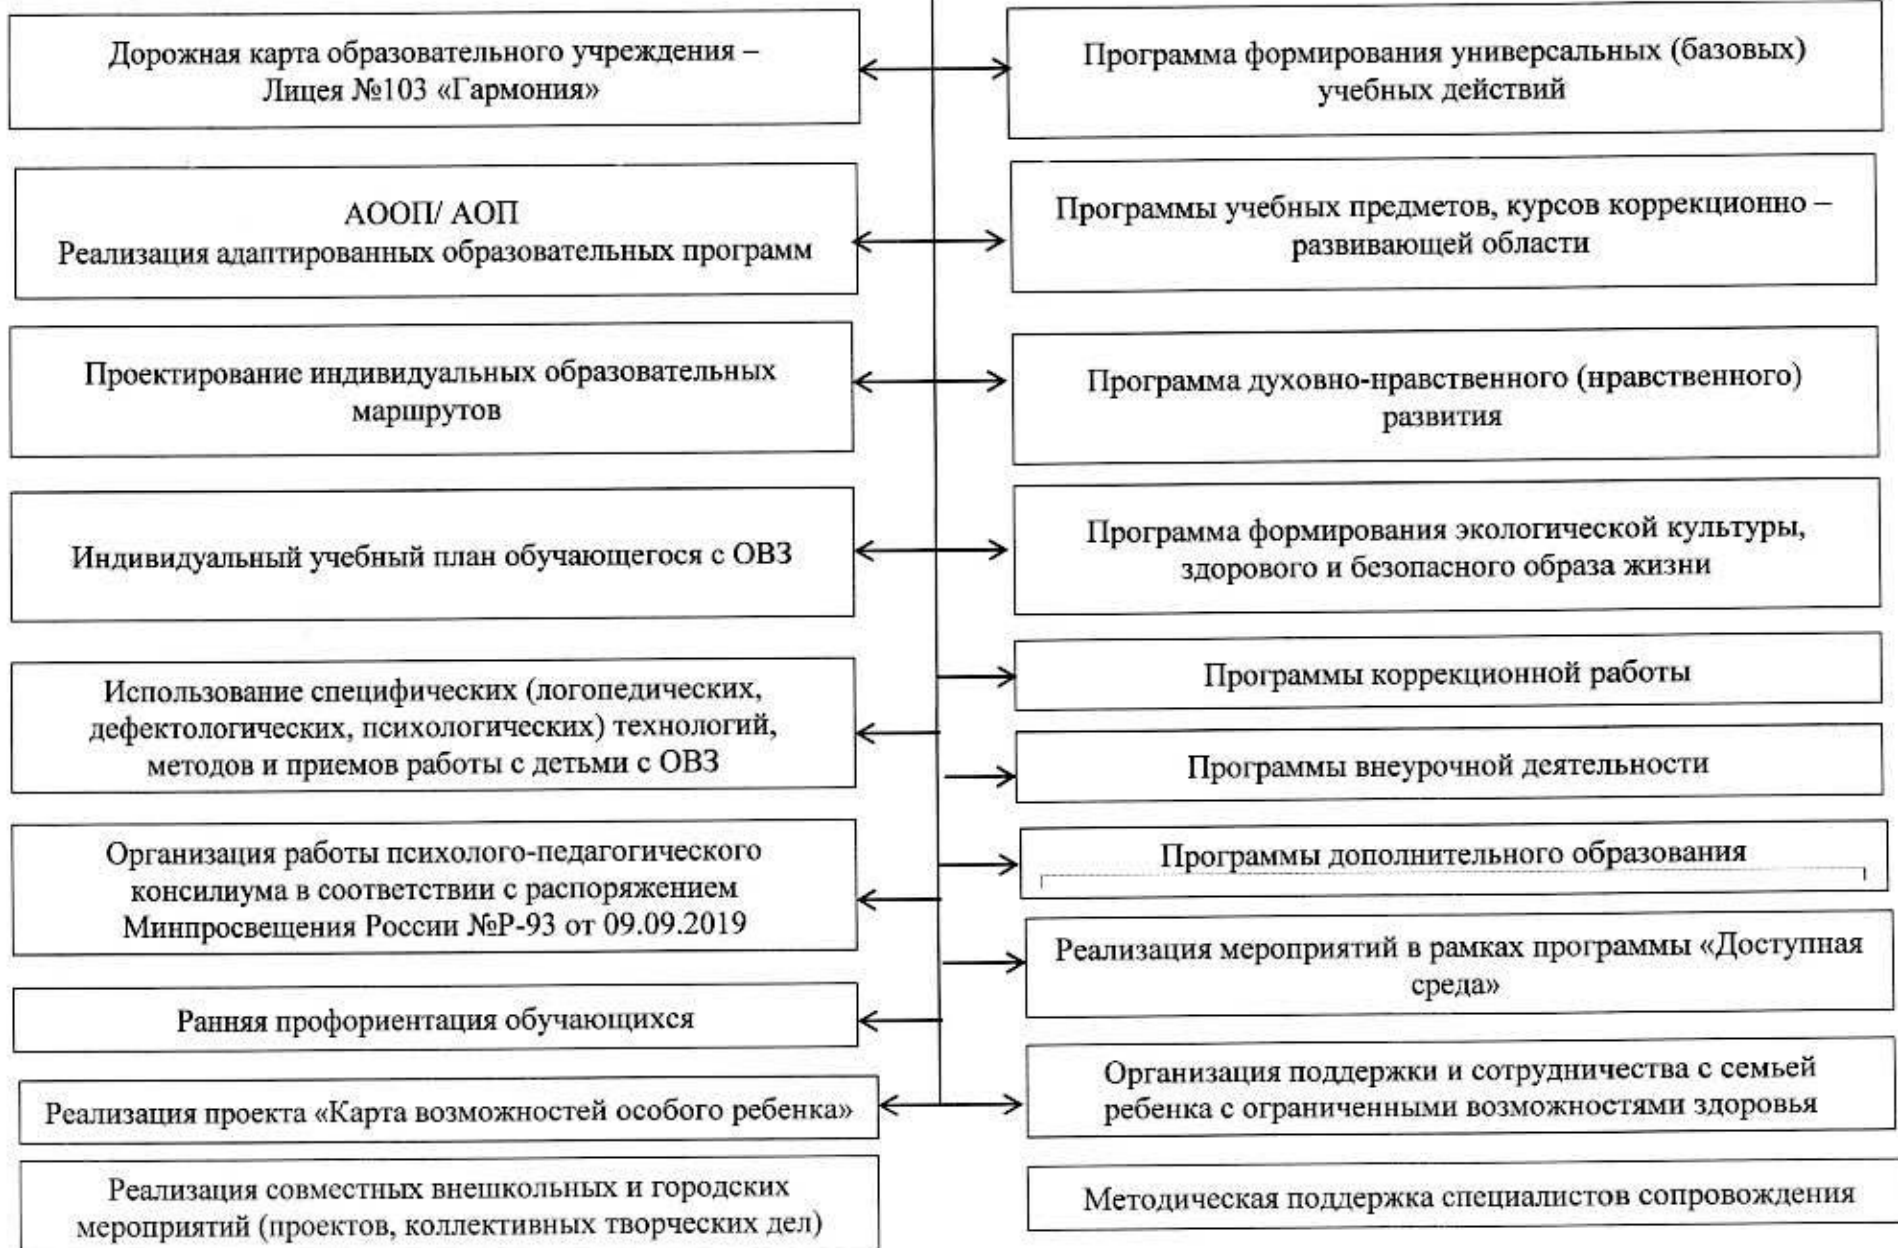 Дорожная карта образовательного учреждения –
Лицея №103 «Гармония»
Программа формирования универсальных (базовых)
учебных действий
АООП/ АОП
Реализация адаптированных образовательных программ
Программы учебных предметов, курсов коррекционно –
развивающей области
Проектирование индивидуальных образовательных
маршрутов
Программа духовно-нравственного (нравственного)
развития
Индивидуальный учебный план обучающегося с ОВЗ
Программа формирования экологической культуры,
здорового и безопасного образа жизни
Использование специфических (логопедических,
дефектологических, психологических) технологий,
методов и приемов работы с детьми с ОВЗ
Программы коррекционной работы
Программы внеурочной деятельности
Организация работы психолого-педагогического
консилиума в соответствии с распоряжением
Минпросвещения России №Р-93 от 09.09.2019
Программы дополнительного образования
Реализация мероприятий в рамках программы «Доступная
среда»
Ранняя профориентация обучающихся
Реализация проекта «Карта возможностей особого ребенка»
Организация поддержки и сотрудничества с семьей
ребенка с ограниченными возможностями здоровья
Реализация совместных внешкольных и городских
мероприятий (проектов, коллективных творческих дел)
Методическая поддержка специалистов сопровождения